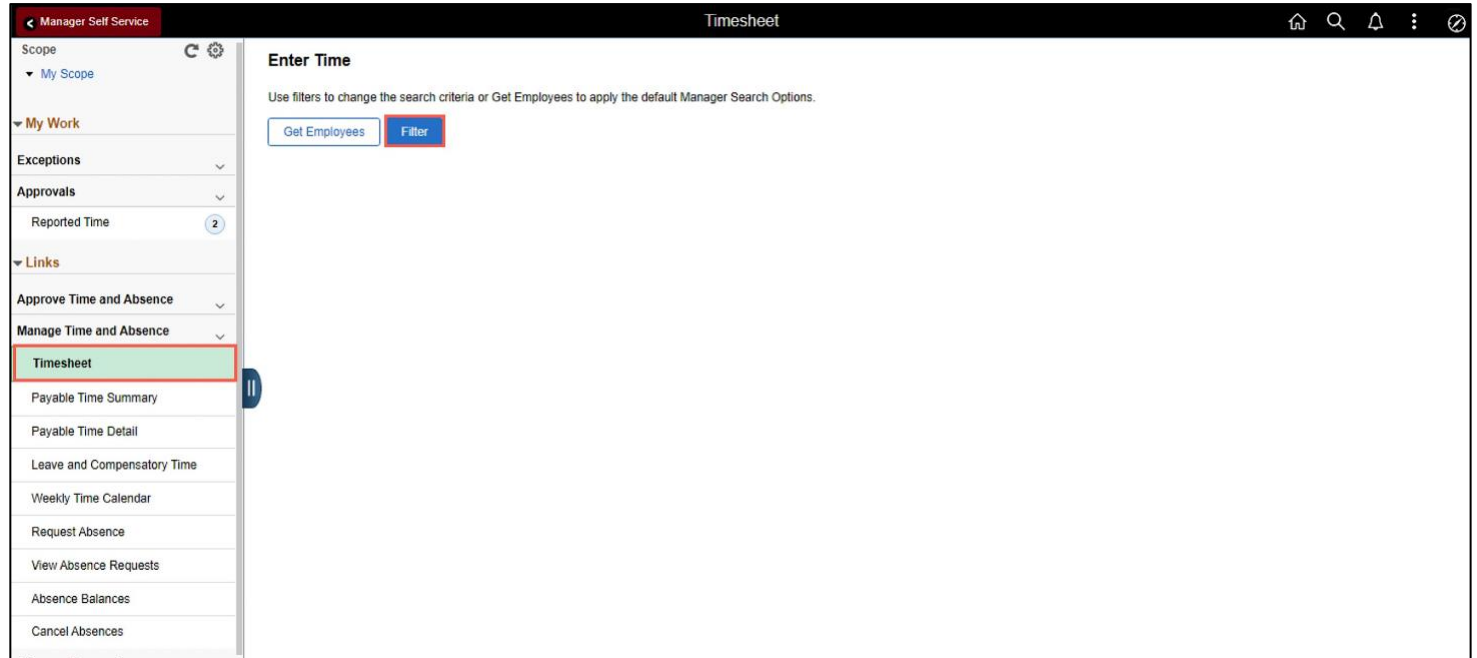 Manager Self Service
Timesheet
Scope
My Scope
My Work
Exceptions
Approvals
Reported Time
2
Links
Approve Time and Absence
Manage Time and Absence
Timesheet
Payable Time Summary
Payable Time Detail
Leave and Compensatory Time
Weekly Time Calendar
Request Absence
View Absence Requests
Absence Balances
Cancel Absences
Enter Time
Use filters to change the search criteria or Get Employees to apply the default Manager Search Options.
Get Employees
Filter